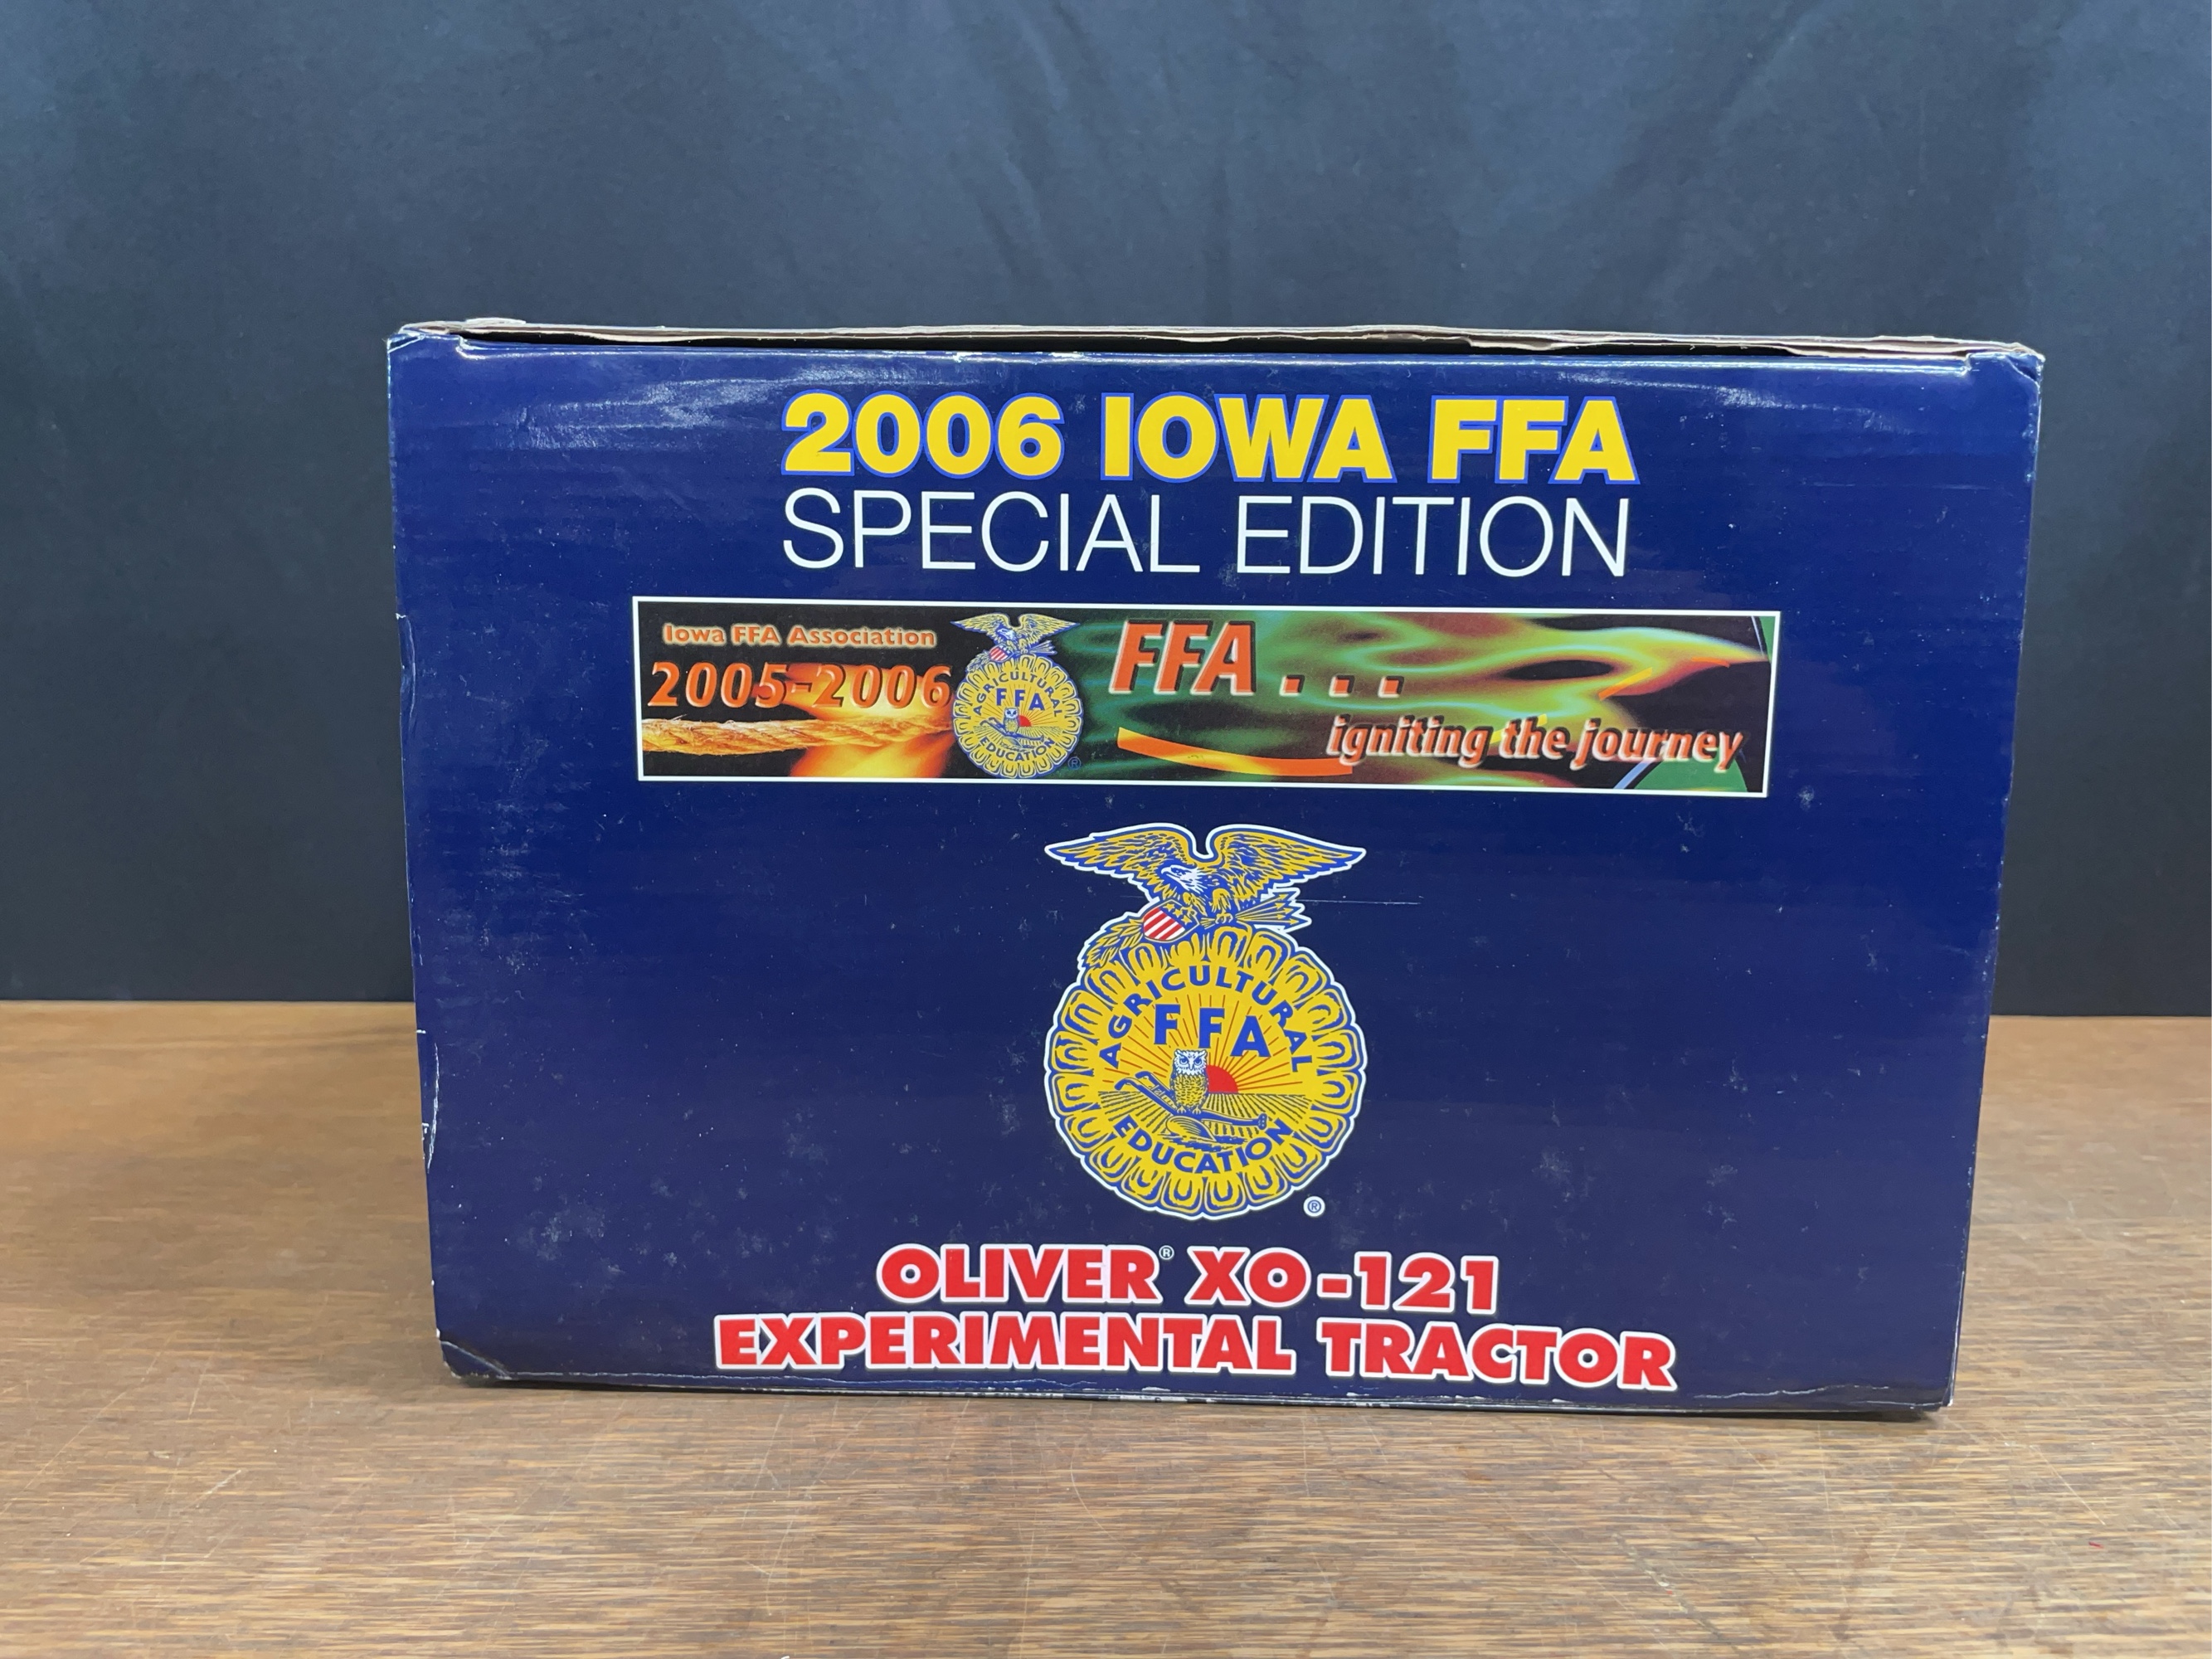 2006 IOWA FFA
SPECIAL EDITION
Iowa FFA Association
2005-2006
AGRICULTURAL
FFA
EDUCATION
®
FFA...
igniting the journey
AGRICULTURAL
FFA
EDUCATION
®
OLIVER® XO-121
EXPERIMENTAL TRACTOR